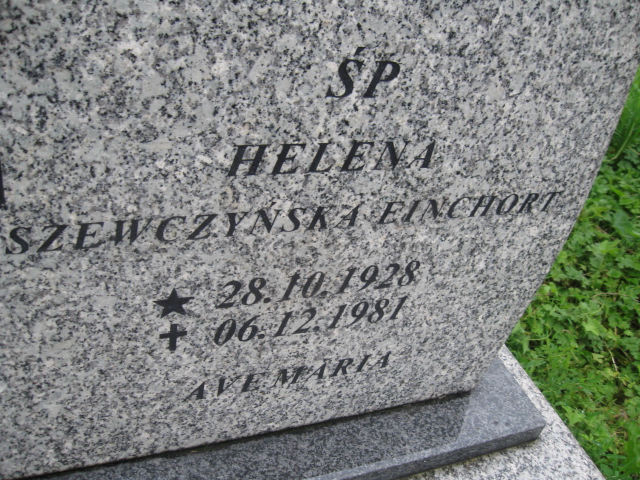 ŚP
HELENA
SZEWCZYŃSKA EINCHORT
28.10.1928
06.12.1981
AVE MARIA